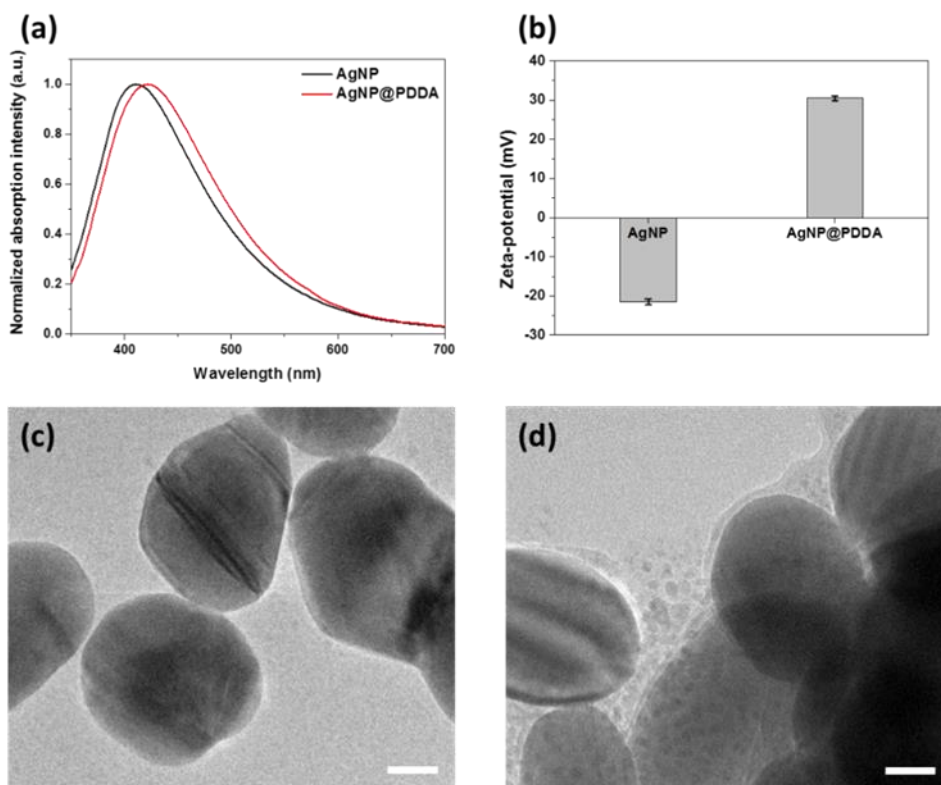 (a)
Normalized absorption intensity (a.u.)
1.0
0.8
0.6
0.4
0.2
0.0
AgNP
AgNP@PDDA
400
500
600
700
Wavelength (nm)
(b)
Zeta-potential (mV)
40
30
20
10
0
-10
-20
-30
AgNP
AgNP@PDDA
(c)
(d)